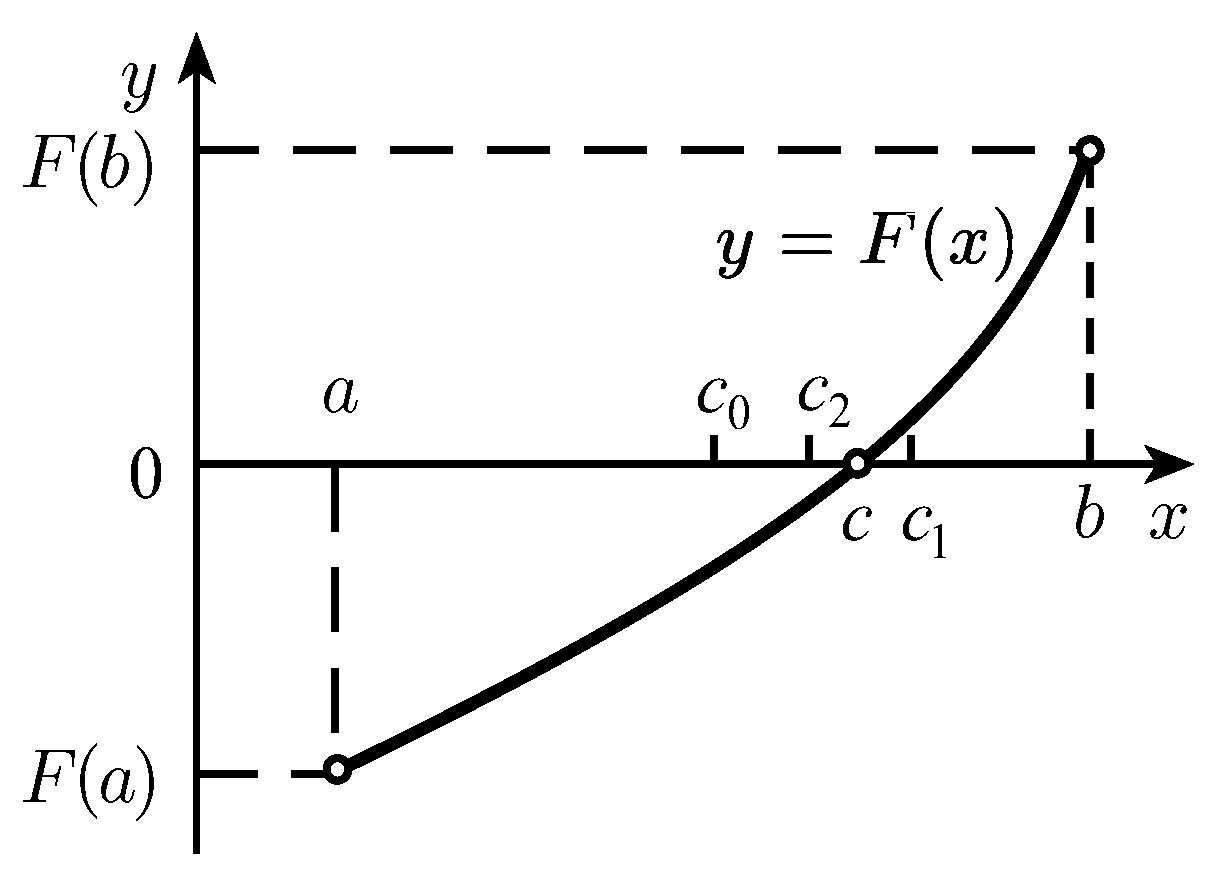 y
F(b)
y = F(x)
a
c₀
c₂
0
c
c₁
b
x
F(a)